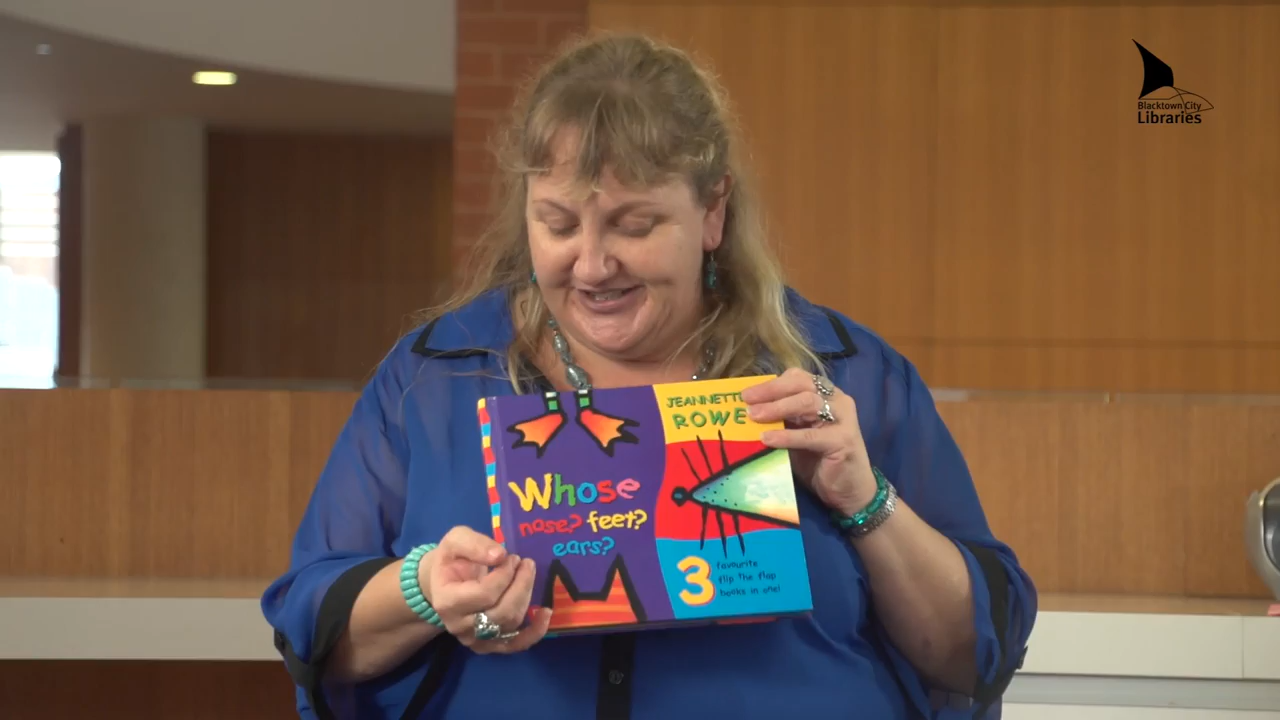 Blacktown City
Libraries
JEANNETTE
ROWE
Whose
nose? feet?
ears?
3
favourite
flip the flap
books in one!